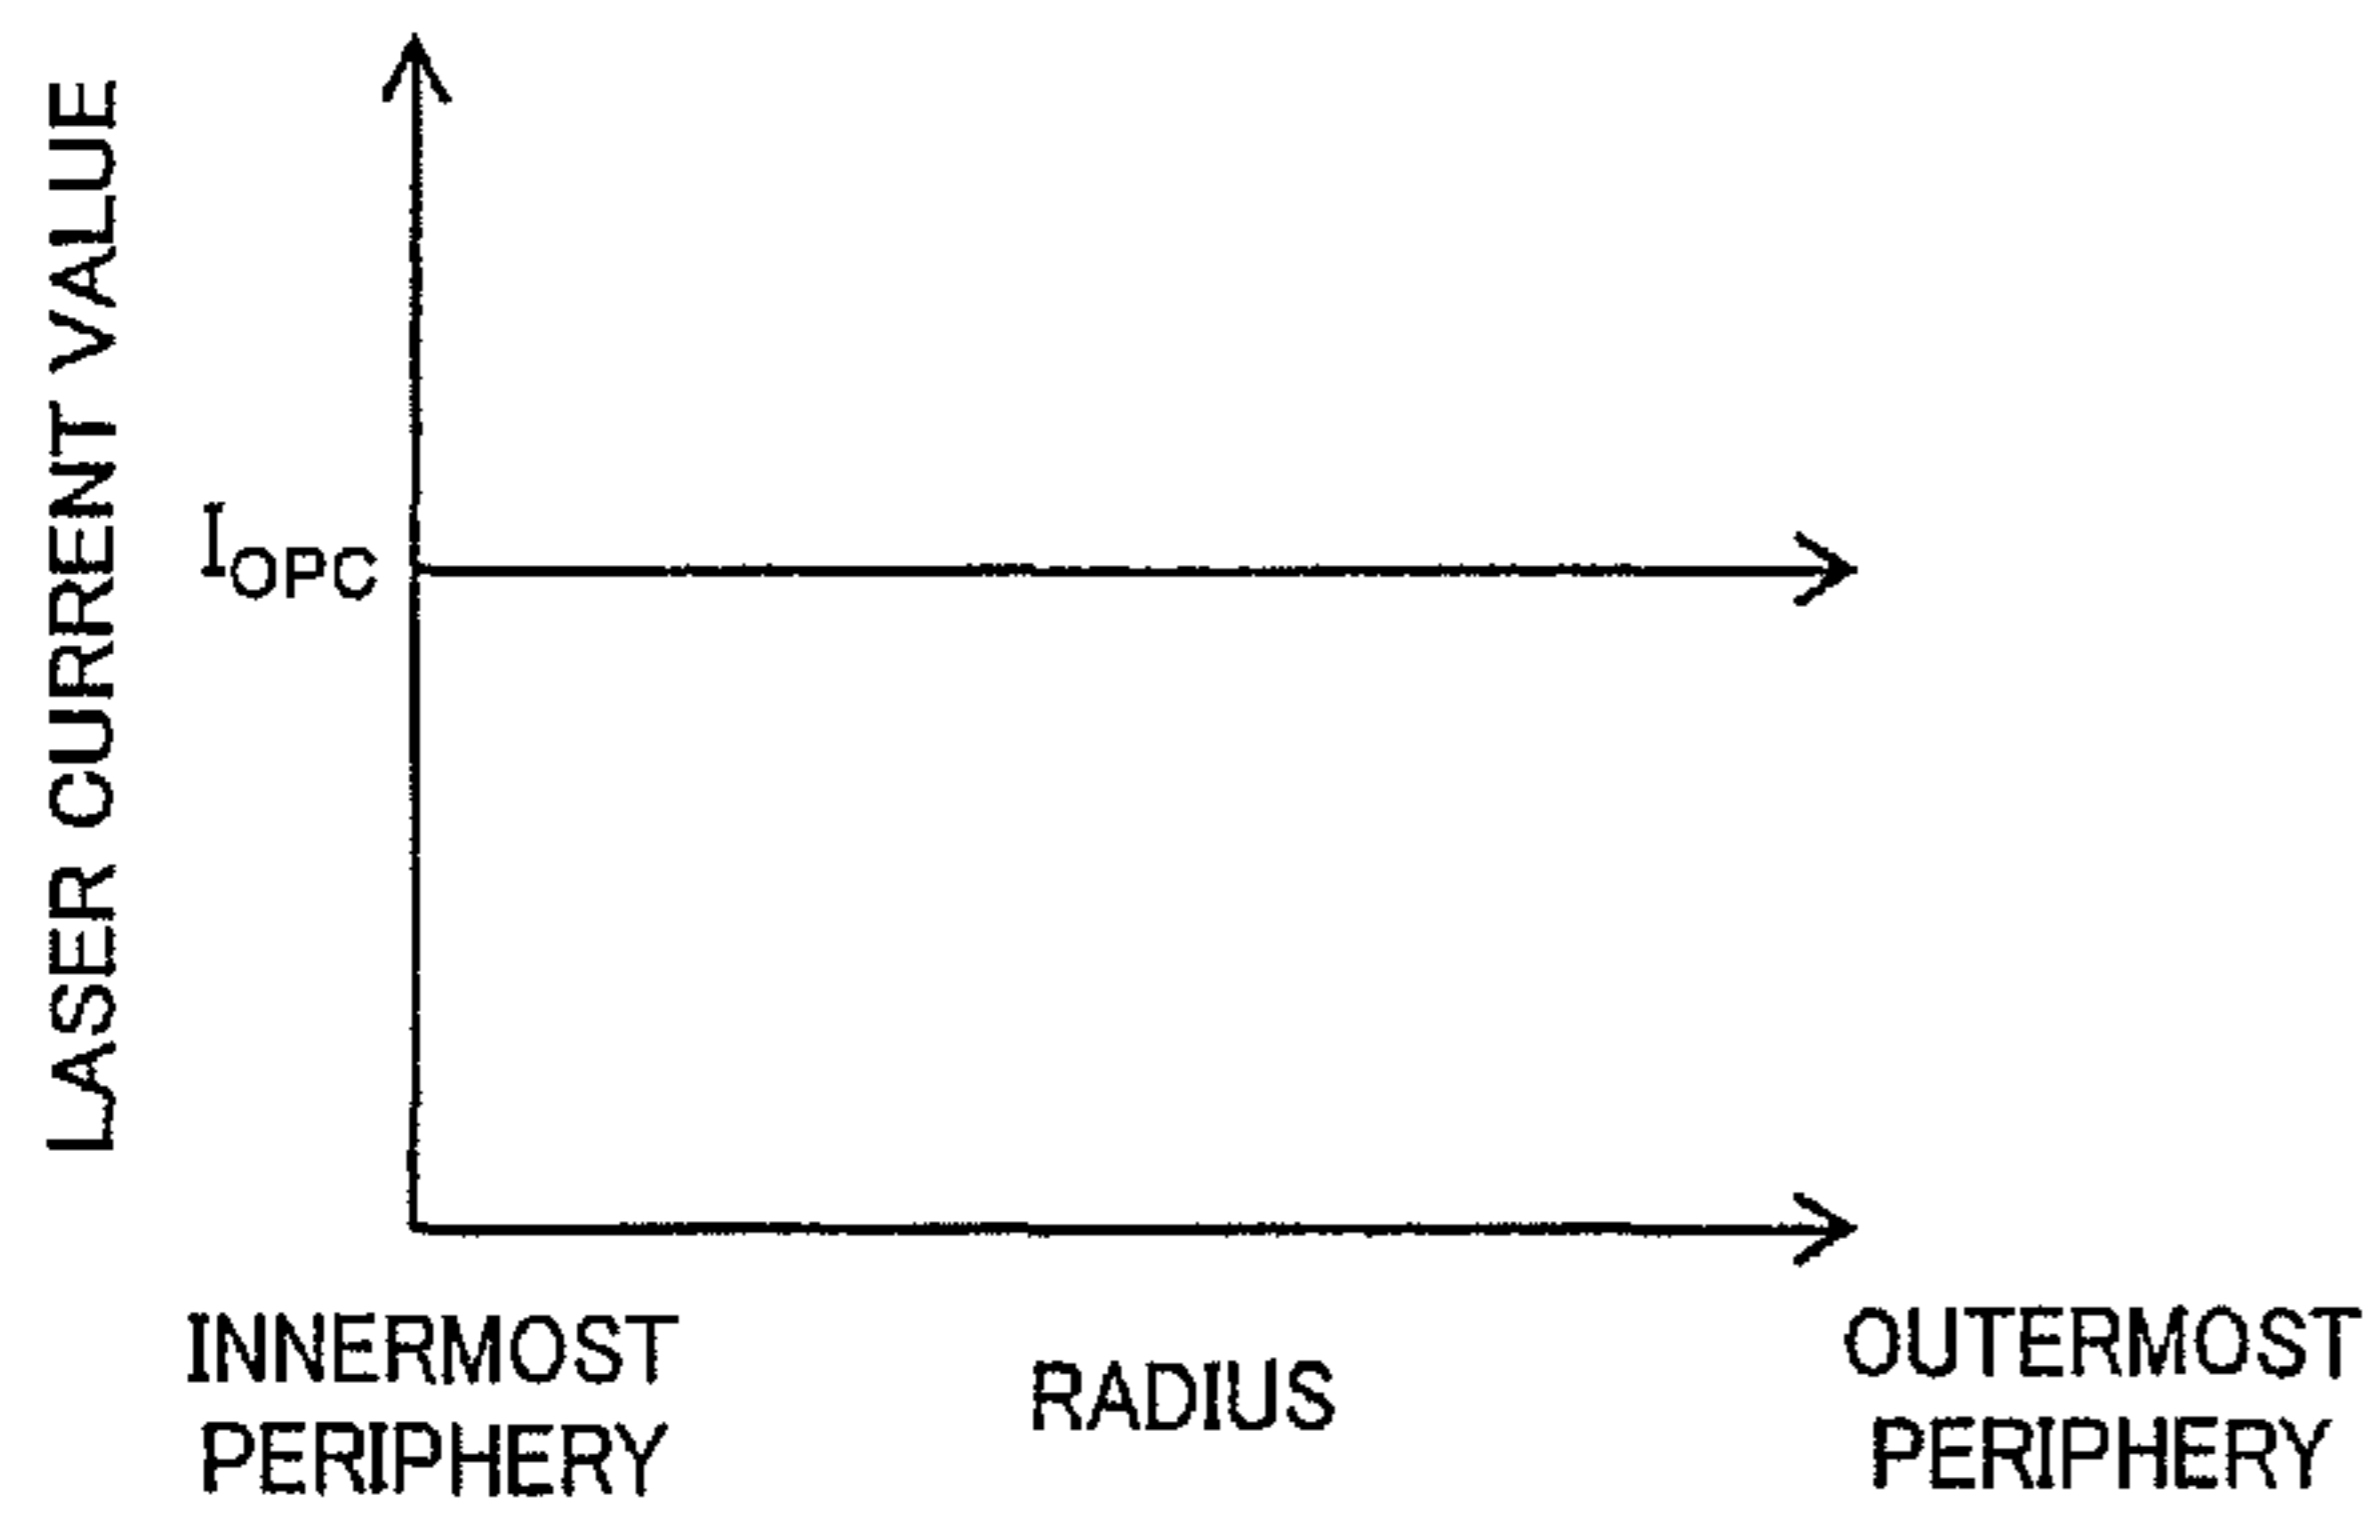 LASER CURRENT VALUE
IOPC
INNERMOST
PERIPHERY
RADIUS
OUTERMOST
PERIPHERY